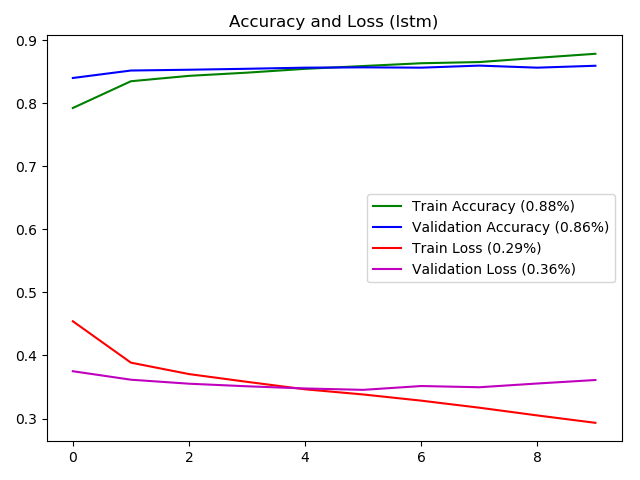 Accuracy and Loss (lstm)
0.9
0.8
0.7
0.6
0.5
0.4
0.3
Train Accuracy (0.88%)
Validation Accuracy (0.86%)
Train Loss (0.29%)
Validation Loss (0.36%)
0 2 4 6 8